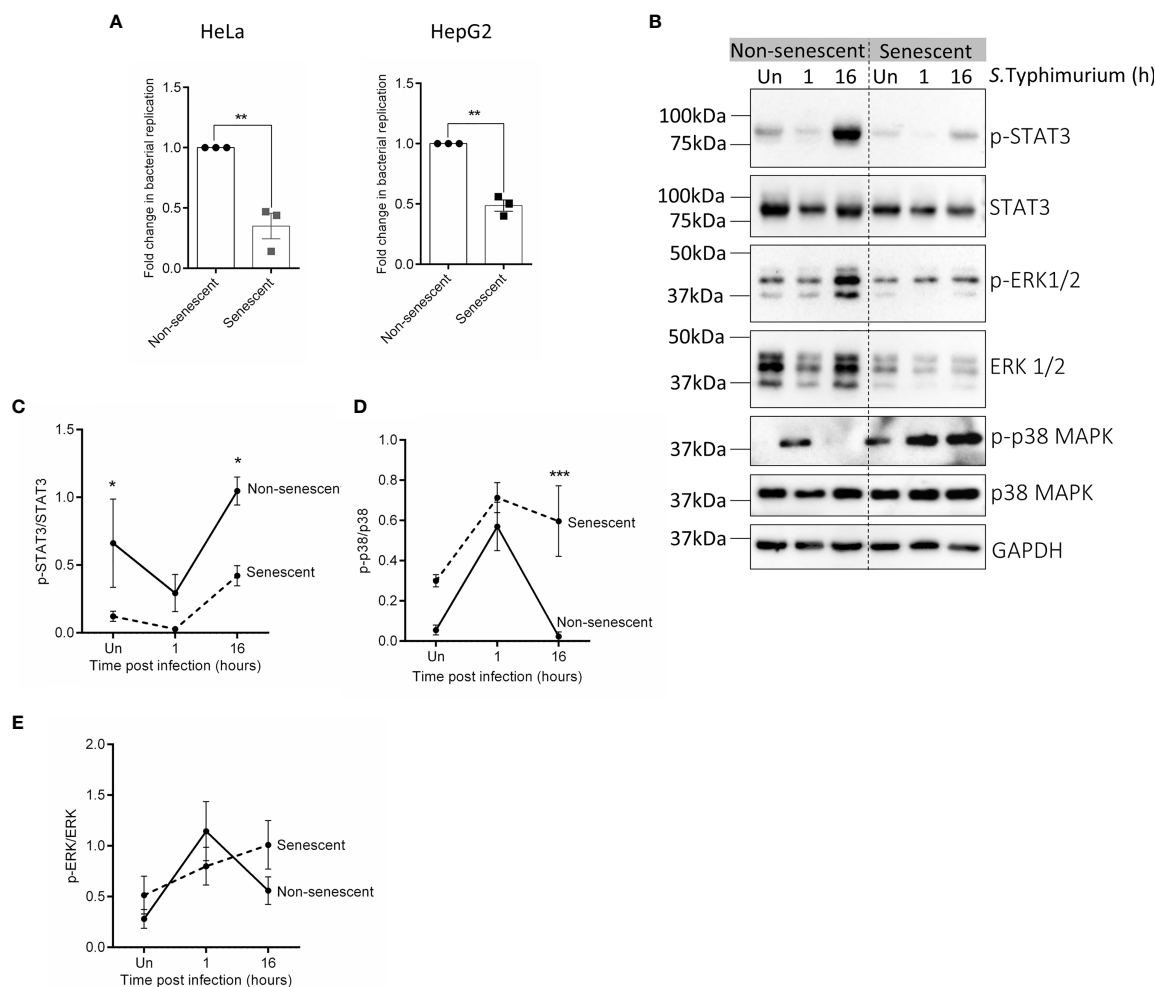 A
HeLa
HepG2
Fold change in bacterial replication
1.5
1.0
0.5
0.0
**
Non-senescent
Senescent
Fold change in bacterial replication
1.5
1.0
0.5
0.0
**
Non-senescent
Senescent
B
Non-senescent Senescent
Un 1 16 Un 1 16 S.Typhimurium (h)
100kDa
75kDa
p-STAT3
100kDa
75kDa
STAT3
50kDa
37kDa
p-ERK1/2
50kDa
37kDa
ERK 1/2
37kDa
p-p38 MAPK
37kDa
p38 MAPK
37kDa
GAPDH
C
p-STAT3/STAT3
1.5
1.0
0.5
0.0
*
*
Non-senescen
Senescent
Un 1 16
Time post infection (hours)
D
p-p38/p38
1.0
0.8
0.6
0.4
0.2
0.0
***
Senescent
Non-senescent
Un 1 16
Time post infection (hours)
E
p-ERK/ERK
2.0
1.5
1.0
0.5
0.0
Senescent
Non-senescent
Un 1 16
Time post infection (hours)